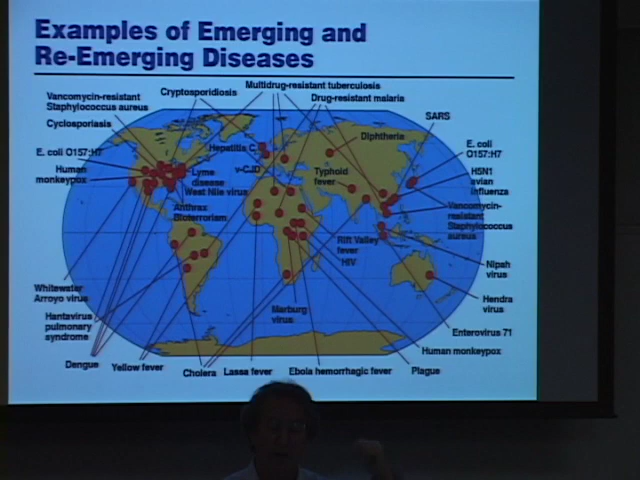 Examples of Emerging and
Re-Emerging Diseases
Multidrug-resistant tuberculosis
Cryptosporidiosis
Drug-resistant malaria
Vancomycin-resistant
Staphylococcus aureus
SARS
Cyclosporiasis
Diphtheria
E. coli O157:H7
Hepatitis C
E. coli
O157:H7
Human
monkeypox
Lyme
disease
v-CJD
Typhoid
fever
H5N1
avian
influenza
West Nile virus
Anthrax
Bioterrorism
Vancomycin-
resistant
Staphylococcus
aureus
Rift Valley
fever
HIV
Nipah
virus
Whitewater
Arroyo virus
Hendra
virus
Marburg
virus
Hantavirus
pulmonary
syndrome
Enterovirus 71
Human monkeypox
Dengue
Yellow fever
Cholera
Lassa fever
Ebola hemorrhagic fever
Plague